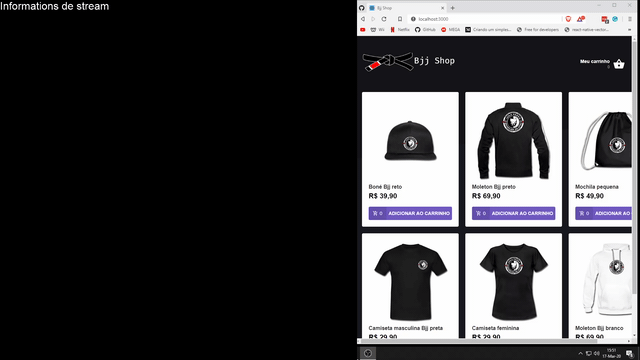 Informations de stream
Bjj Shop
localhost:3000
Wx
Netflix
GitHub
MEGA
Criando um simples...
Free for developers
react-native-vector...
Bjj Shop
Meu carrinho
0
Boné Bjj reto
R$ 39,90
0 ADICIONAR AO CARRINHO
Moleton Bjj preto
R$ 69,90
0 ADICIONAR AO CARRINHO
Mochila pequena
R$ 49,90
0 ADICIONAR AO CARRINHO
Camiseta masculina Bjj preta
R$ 29,90
Camiseta feminina
R$ 29,90
Moleton Bjj branco
R$ 69,90
15:51
17-Mar-20